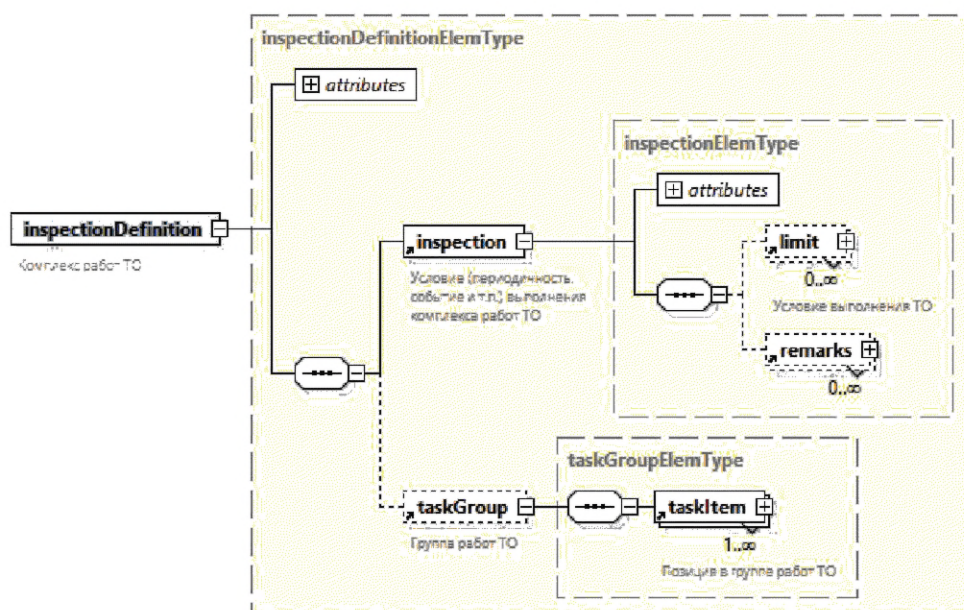 inspectionDefinitionElemType
attributes
inspectionElemType
attributes
inspectionDefinition
Комплекс работ ТО
inspection
Условие (периодичность,
событие и т.п.) выполнения
комплекса работ ТО
limit
0..∞
Условие выполнения ТО
remarks
0..∞
taskGroupElemType
taskGroup
Группа работ ТО
taskItem
1..∞
Позиция в группе работ ТО